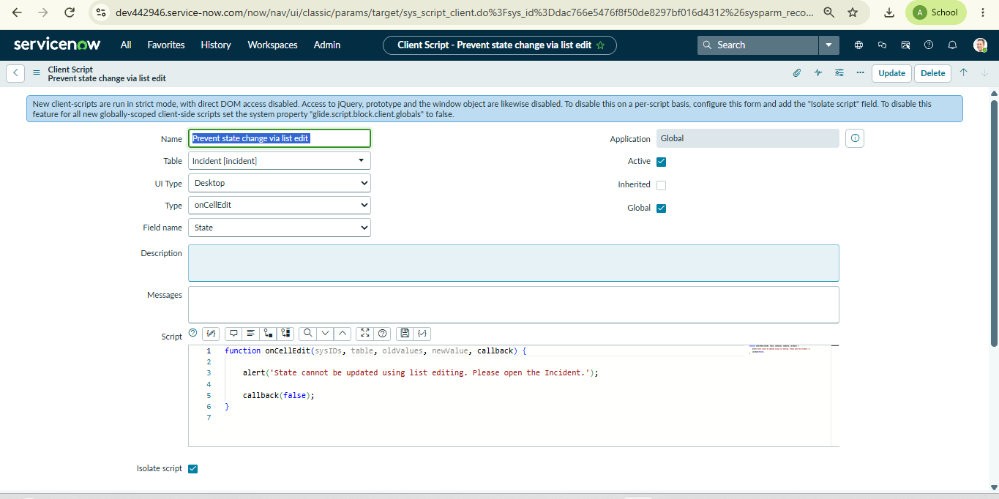 dev442946.service-now.com/now/nav/ui/classic/params/target/sys_script_client.do%3Fsys_id%3Ddac766e5476f8f50de8297bf016d4312%26sysparm_reco...
A School
servicenow All Favorites History Workspaces Admin Client Script - Prevent state change via list edit Search
Client Script
Prevent state change via list edit
Update Delete
New client-scripts are run in strict mode, with direct DOM access disabled. Access to jQuery, prototype and the window object are likewise disabled. To disable this on a per-script basis, configure this form and add the "Isolate script" field. To disable this
feature for all new globally-scoped client-side scripts set the system property "glide.script.block.client.globals" to false.
Name Prevent state change via list edit
Application Global
Table Incident [incident]
Active
UI Type Desktop
Inherited
Type onCellEdit
Global
Field name State
Description
Messages
Script
1 function onCellEdit(sysIDs, table, oldValues, newValue, callback) {
2
3 alert('State cannot be updated using list editing. Please open the Incident.');
4
5 callback(false);
6 }
7
Isolate script